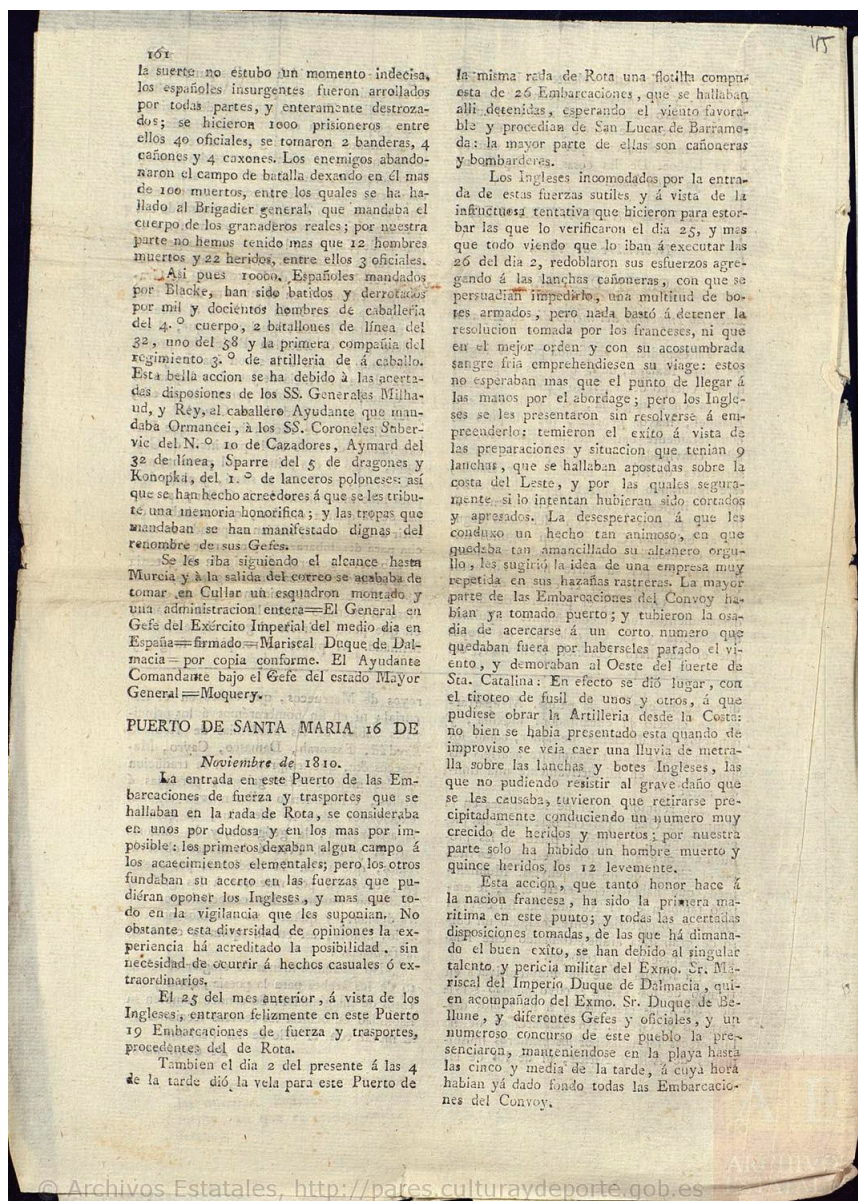 161
115
la suerte no estubo un momento indecisa,
los españoles insurgentes fueron arrollados
por todas partes, y enteramente destroza-
dos; se hicieron 1000 prisioneros entre
ellos 40 oficiales, se tomaron 2 banderas, 4
cañones y 4 caxones. Los enemigos abando-
naron el campo de batalla dexando en él mas
de 100 muertos, entre los quales se ha ha-
llado al Brigadier general, que mandaba el
cuerpo de los granaderos reales; por nuestra
parte no hemos tenido mas que 12 hombres
muertos y 22 heridos, entre ellos 3 oficiales.
Asi pues 10000. Españoles mandados
por Blacke, han sido batidos y derrotados
por mil y docientos hombres de caballeria
del 4.º cuerpo, 2 batallones de línea del
32, uno del 58 y la primera compañia del
regimiento 3.º de artilleria de á caballo.
Esta bella accion se ha debido à las acerta-
das disposiones de los SS. Generales Milha-
ud, y Rey, al caballero Ayudante que man-
daba Ormancei, à los SS. Coroneles Suber-
vic del N.º 10 de Cazadores, Aymard del
32 de línea, Sparre del 5 de dragones y
Konopka, del 1.º de lanceros poloneses: asi
que se han hecho acreedores á que se les tribu-
te una memoria honorifica; y las tropas que
mandaban se han manifestado dignas del
renombre de sus Gefes.
Se les iba siguiendo el alcance hasta
Murcia y à la salida del correo se acababa de
tomar en Cullar un esquadron montado y
una administracion entera=El General en
Gefe del Exército Imperial del medio dia en
España=firmado=Mariscal Duque de Dal-
macia=por copia conforme. El Ayudante
Comandante bajo el Gefe del estado Mayor
General=Moquery.
PUERTO DE SANTA MARIA 16 DE
Noviembre de 1810.
La entrada en este Puerto de las Em-
barcaciones de fuerza y trasportes que se
hallaban en la rada de Rota, se consideraba
en unos por dudosa y en los mas por im-
posible: los primeros dexaban algun campo á
los acaecimientos elementales; pero los otros
fundaban su acerto en las fuerzas que pu-
diéran oponer los Ingleses, y mas que to-
do en la vigilancia que les suponian. No
obstante esta diversidad de opiniones la ex-
periencia há acreditado la posibilidad, sin
necesidad de ocurrir á hechos casuales ó ex-
traordinarios.
El 25 del mes anterior, á vista de los
Ingleses, entraron felizmente en este Puerto
19 Embarcaciones de fuerza y trasportes,
procedentes del de Rota.
Tambien el dia 2 del presente á las 4
de la tarde dió la vela para este Puerto de
la misma rada de Rota una flotilla compu-
esta de 26 Embarcaciones, que se hallaban
alli detenidas, esperando el viento favora-
ble y procedian de San Lucar de Barrame-
da: la mayor parte de ellas son cañoneras
y bombarderas.
Los Ingleses incomodados por la entra-
da de estas fuerzas sutiles y á vista de la
infructuosa tentativa que hicieron para estor-
bar las que lo verificaron el dia 25, y mas
que todo viendo que lo iban á executar las
26 del dia 2, redoblaron sus esfuerzos agre-
gando á las lanchas cañoneras, con que se
persuadian impedirlo, una multitud de bo-
tes armados, pero nada bastó á detener la
resolucion tomada por los franceses, ni que
en el mejor orden y con su acostumbrada
sangre fria emprehendiesen su viage: estos
no esperaban mas que el punto de llegar á
las manos por el abordage; pero los Ingle-
ses se les presentaron sin resolverse á em-
preenderlo: temieron el exito á vista de
las preparaciones y situacion que tenian 9
lanchas, que se hallaban apostadas sobre la
costa del Leste, y por las quales segura-
mente si lo intentan hubieran sido cortados
y apresados. La desesperacion á que les
conduxo un hecho tan animoso, en que
quedaba tan amancillado su altanero orgu-
llo, les sugirió la idea de una empresa muy
repetida en sus hazañas rastreras. La mayor
parte de las Embarcaciones del Convoy ha-
bían ya tomado puerto; y tubieron la osa-
dia de acercarse á un corto numero que
quedaban fuera por haberseles parado el vi-
ento, y demoraban al Oeste del fuerte de
Sta. Catalina: En efecto se dió lugar, con
el tiroteo de fusil de unos y otros, á que
pudiese obrar la Artilleria desde la Costa:
no bien se habia presentado esta quando de
improviso se veia caer una lluvia de metra-
lla sobre las lanchas y botes Ingleses, las
que no pudiendo resistir al grave daño que
se les causaba, tuvieron que retirarse pre-
cipitadamente conduciendo un numero muy
crecido de heridos y muertos; por nuestra
parte solo ha habido un hombre muerto y
quince heridos, los 12 levemente.
Esta accion, que tanto honor hace á
la nacion francesa, ha sido la primera ma-
ritima en este punto; y todas las acertadas
disposiciones tomadas, de las que há dimana-
do el buen exîto, se han debido al singular
talento y pericia militar del Exmo. Sr. Ma-
riscal del Imperio Duque de Dalmacia, qui-
en acompañado del Exmo. Sr. Duque de Be-
llune, y diferentes Gefes y oficiales, y un
numeroso concurso de este pueblo la pre-
senciaron, manteniendose en la playa hasta
las cinco y media de la tarde, á cuya hora
habian yá dado fondo todas las Embarcacio-
nes del Convoy.
© Archivos Estatales, http://pares.culturaydeporte.gob.es